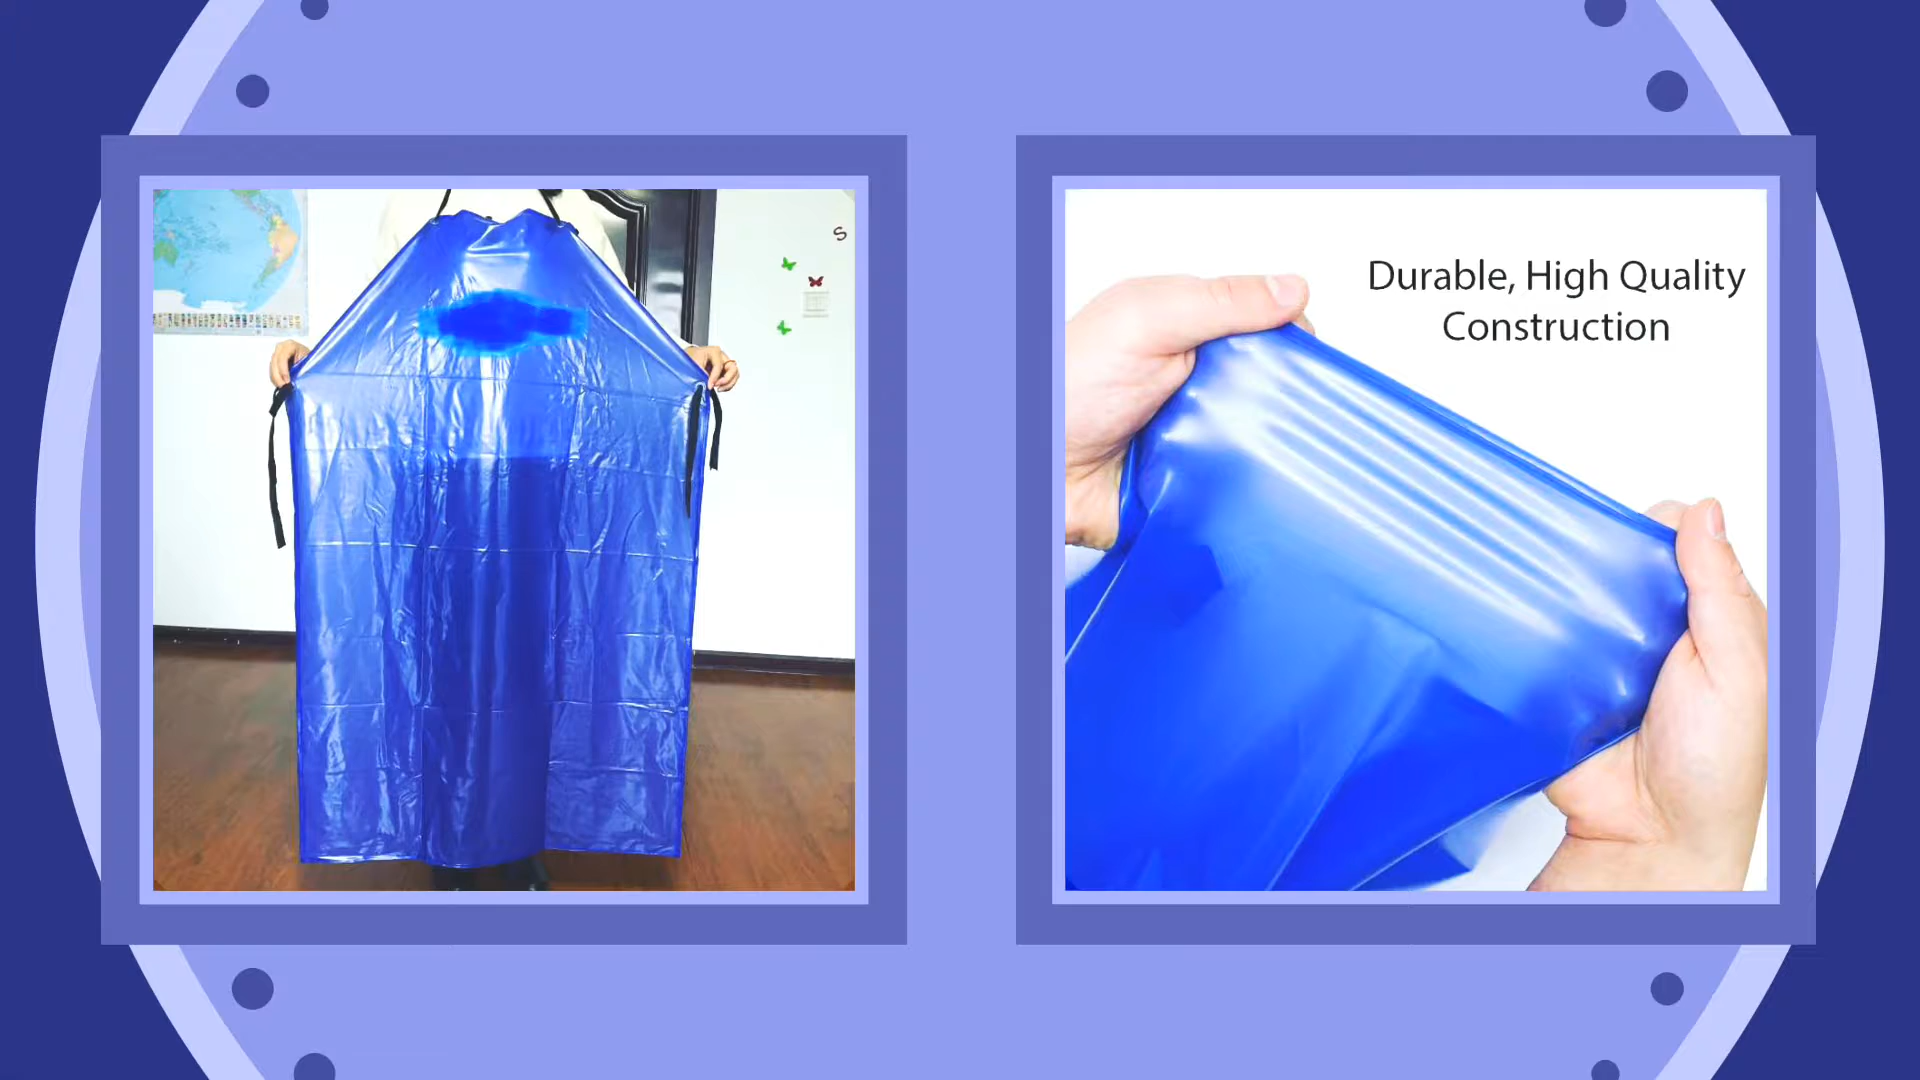 S
Durable, High Quality
Construction